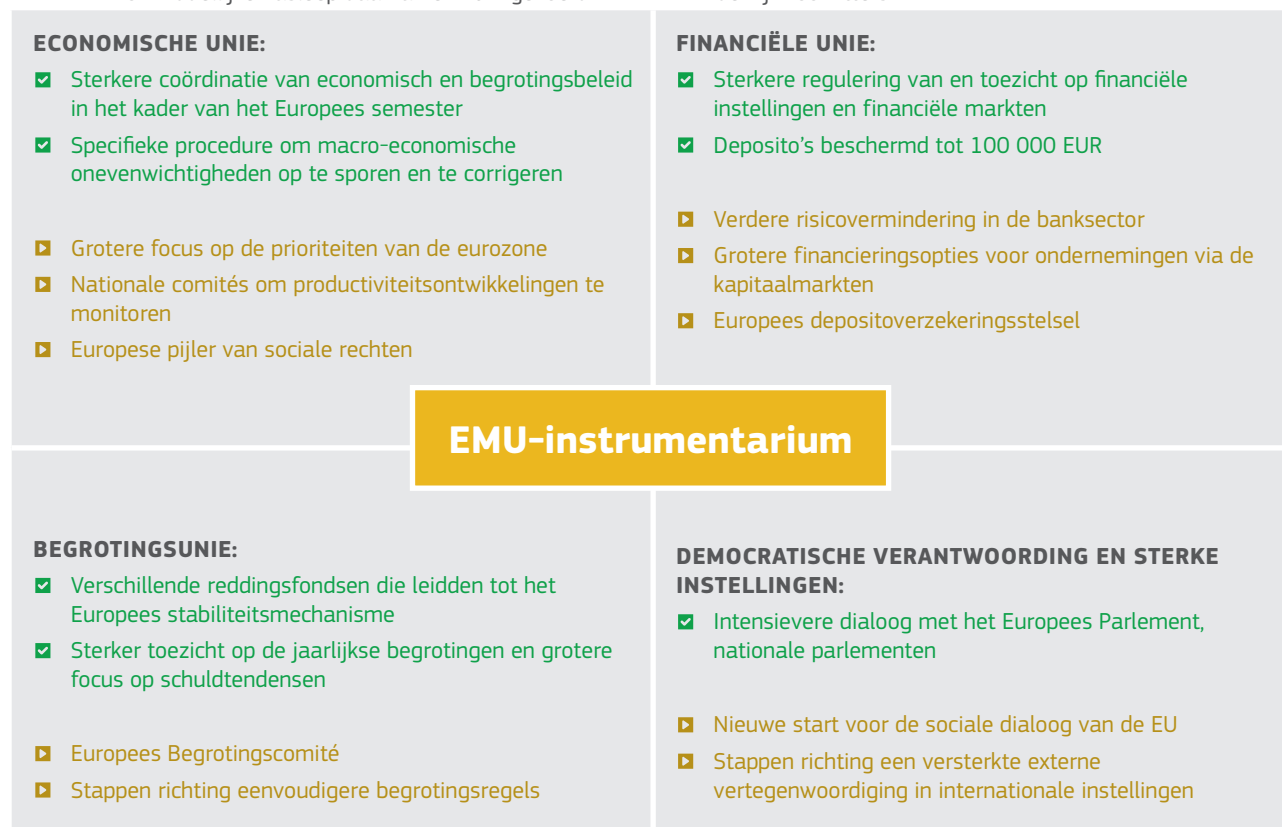 ECONOMISCHE UNIE:
Sterkere coördinatie van economisch en begrotingsbeleid
in het kader van het Europees semester
Specifieke procedure om macro-economische
onevenwichtigheden op te sporen en te corrigeren
Grotere focus op de prioriteiten van de eurozone
Nationale comités om productiviteitsontwikkelingen te
monitoren
Europese pijler van sociale rechten
FINANCIËLE UNIE:
Sterkere regulering van en toezicht op financiële
instellingen en financiële markten
Deposito's beschermd tot 100 000 EUR
Verdere risicovermindering in de banksector
Grotere financieringsopties voor ondernemingen via de
kapitaalmarkten
Europees depositoverzekeringsstelsel
EMU-instrumentarium
BEGROTINGSUNIE:
Verschillende reddingsfondsen die leidden tot het
Europees stabiliteitsmechanisme
Sterker toezicht op de jaarlijkse begrotingen en grotere
focus op schuldtendensen
Europees Begrotingscomité
Stappen richting eenvoudigere begrotingsregels
DEMOCRATISCHE VERANTWOORDING EN STERKE
INSTELLINGEN:
Intensievere dialoog met het Europees Parlement,
nationale parlementen
Nieuwe start voor de sociale dialoog van de EU
Stappen richting een versterkte externe
vertegenwoordiging in internationale instellingen